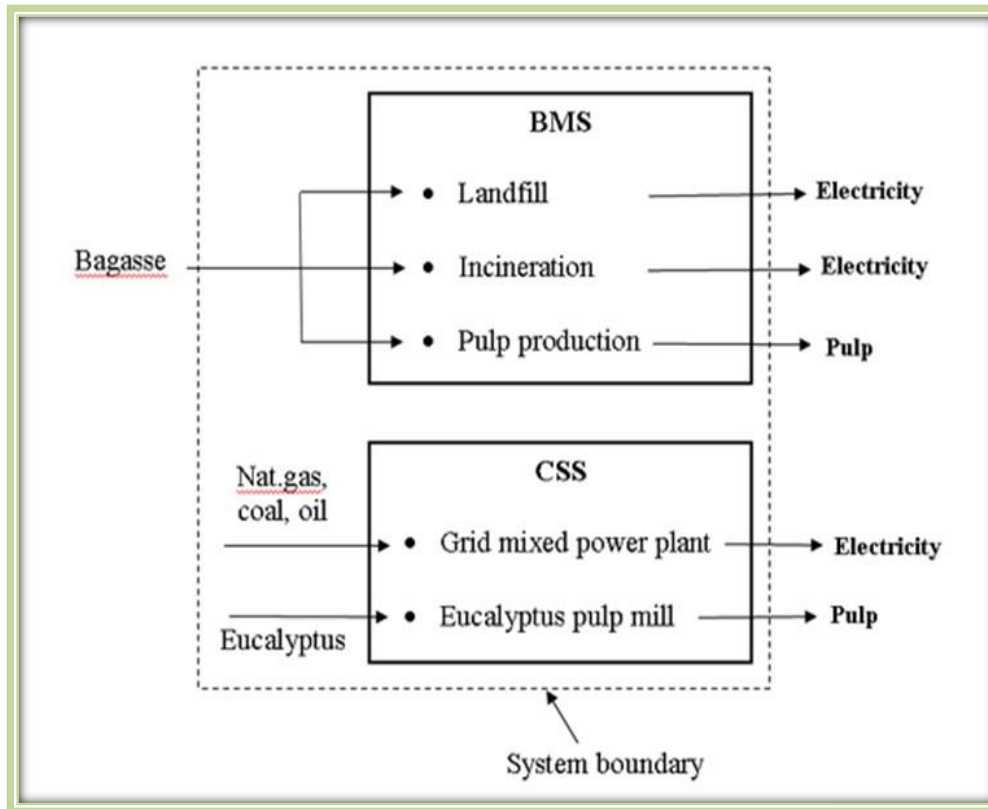 BMS
• Landfill
Electricity
Bagasse
• Incineration
Electricity
• Pulp production
Pulp
CSS
Nat.gas,
coal, oil
• Grid mixed power plant
Electricity
Eucalyptus
• Eucalyptus pulp mill
Pulp
System boundary